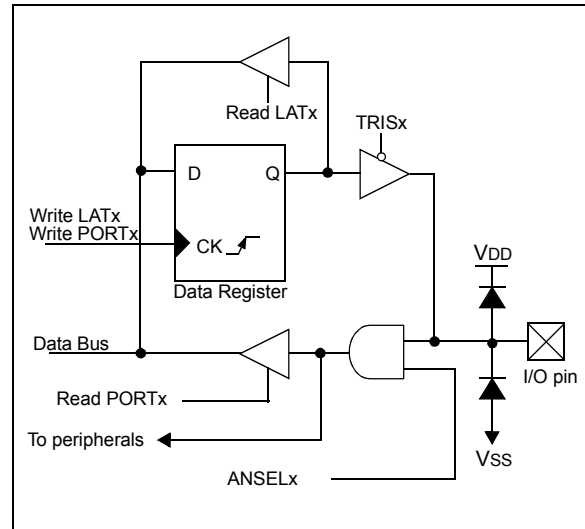 Read LATx
TRISx
D
Q
Write LATx
Write PORTx
CK
VDD
Data Register
Data Bus
I/O pin
Read PORTx
To peripherals
VSS
ANSELx